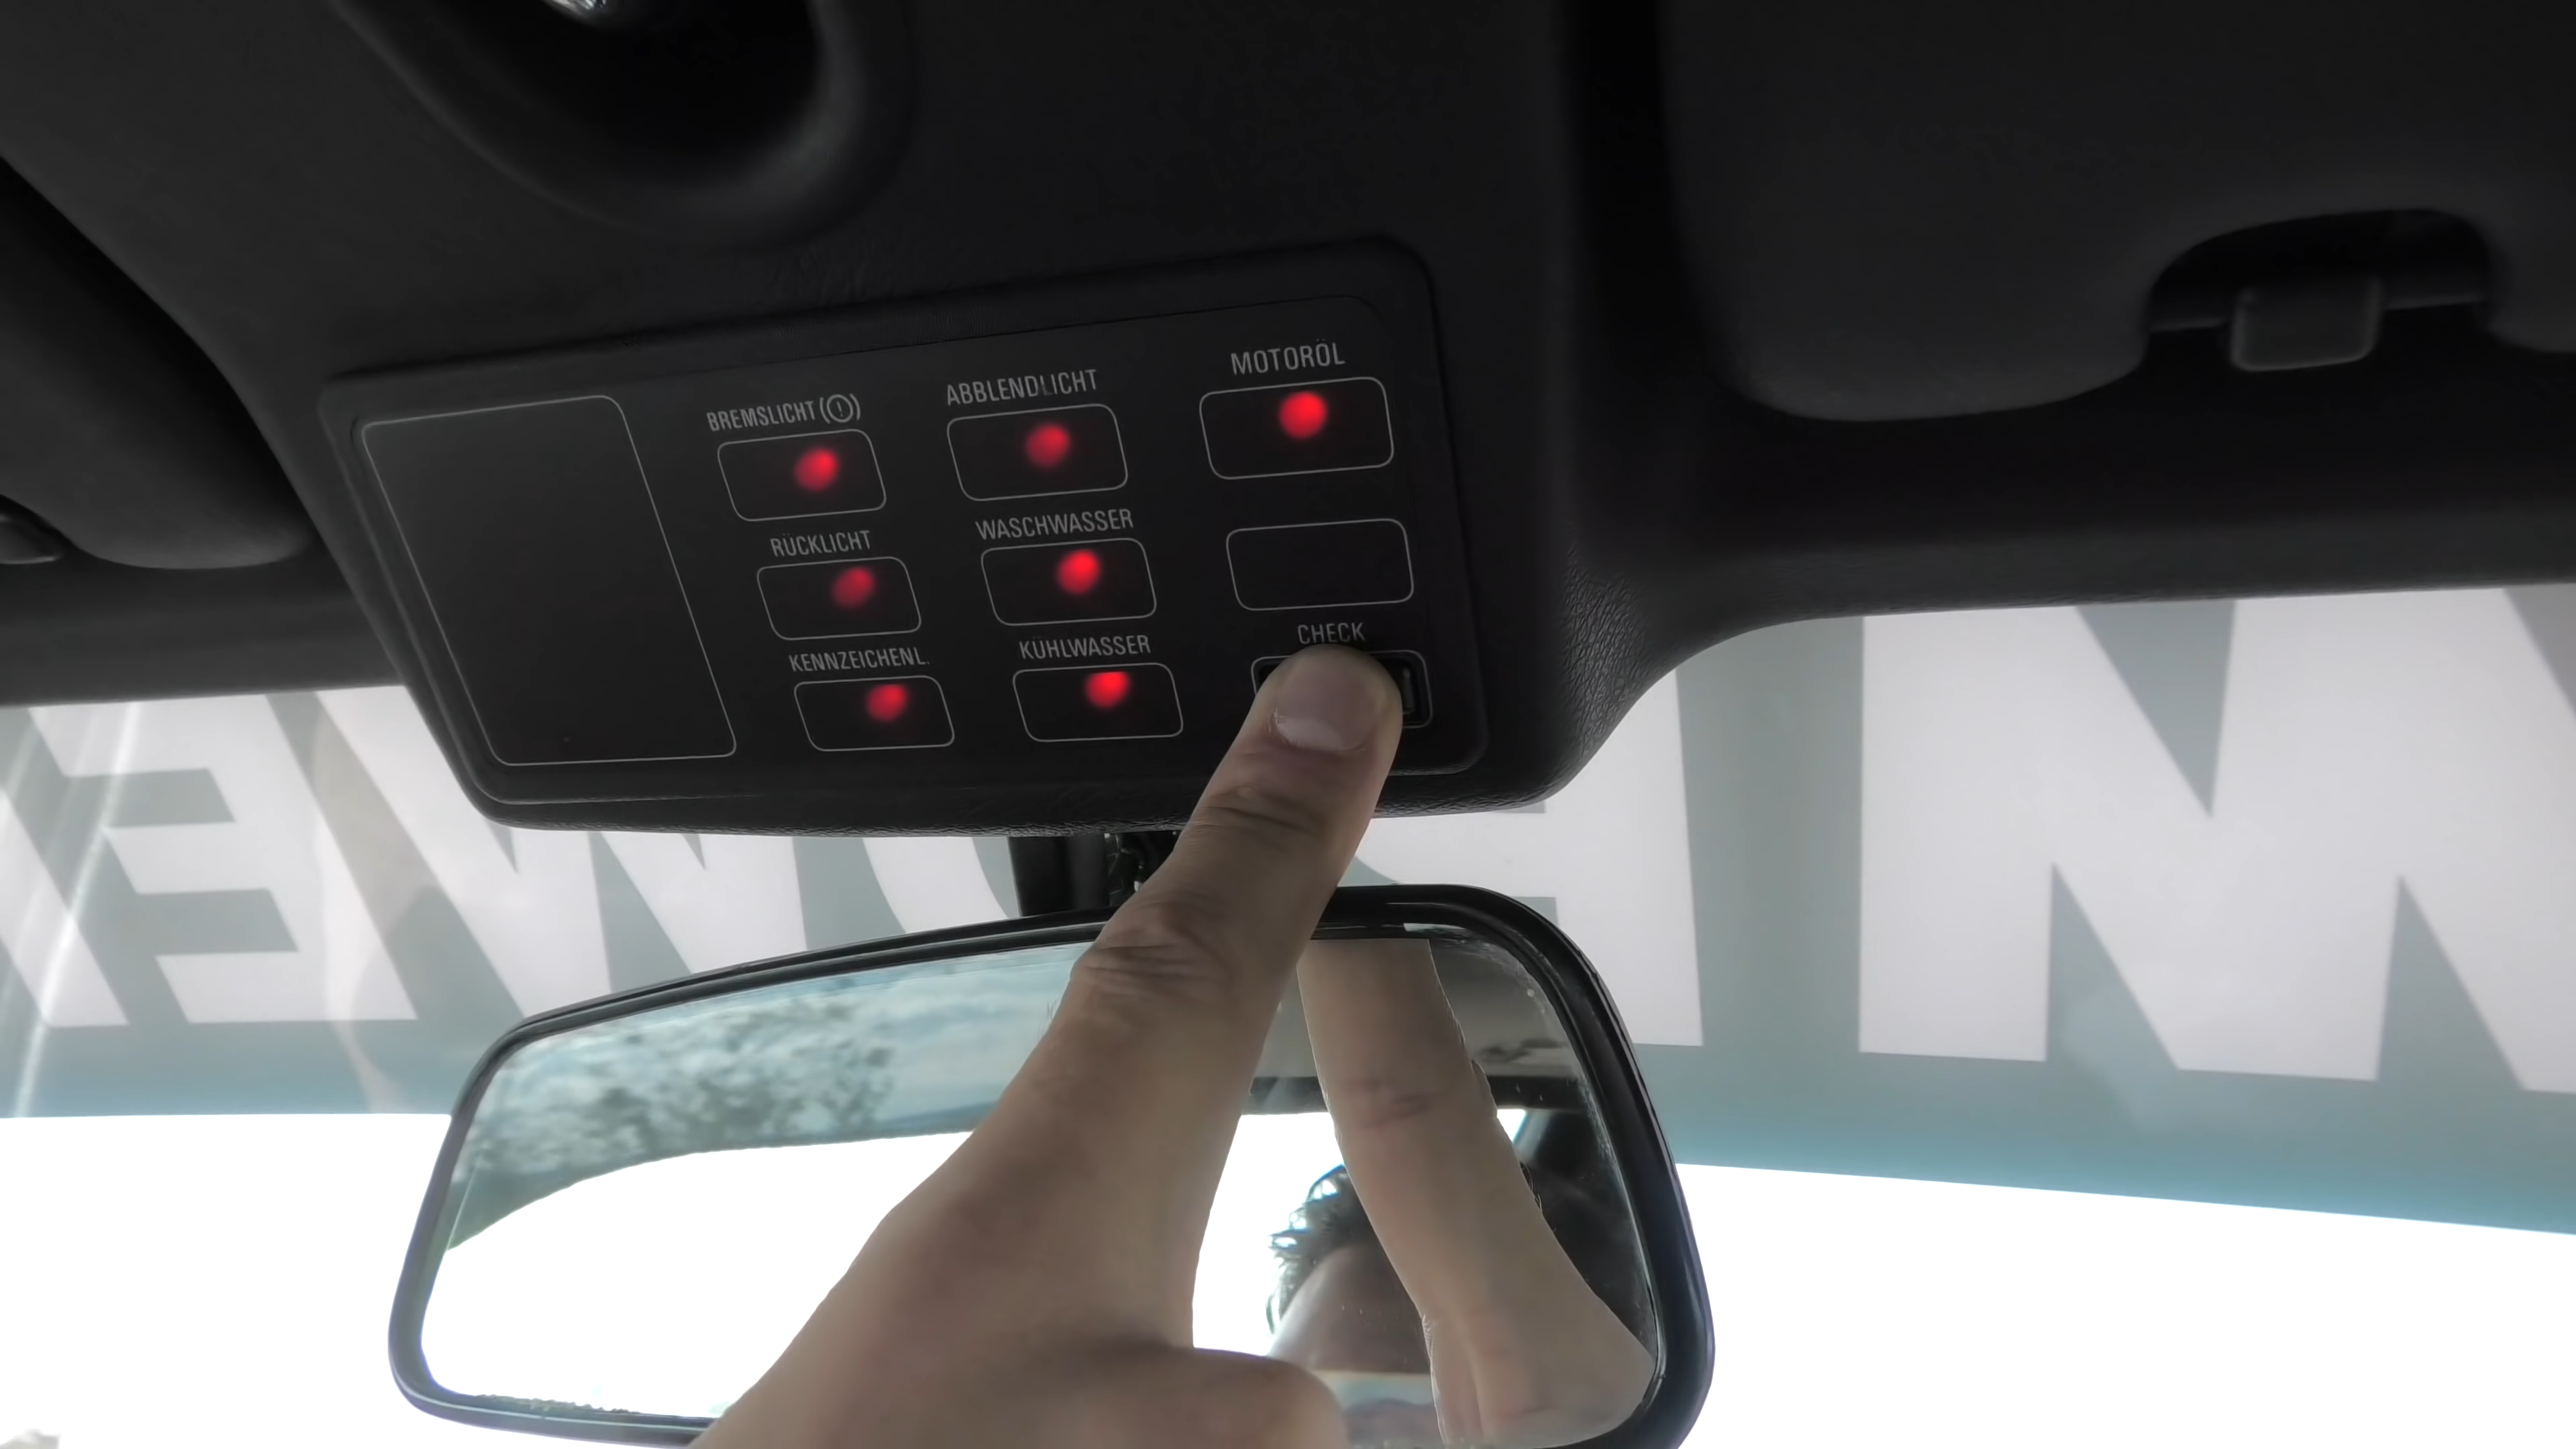 BREMSLICHT (!)
ABBLENDLICHT
MOTORÖL
RÜCKLICHT
WASCHWASSER
KENNZEICHENL.
KÜHLWASSER
CHECK